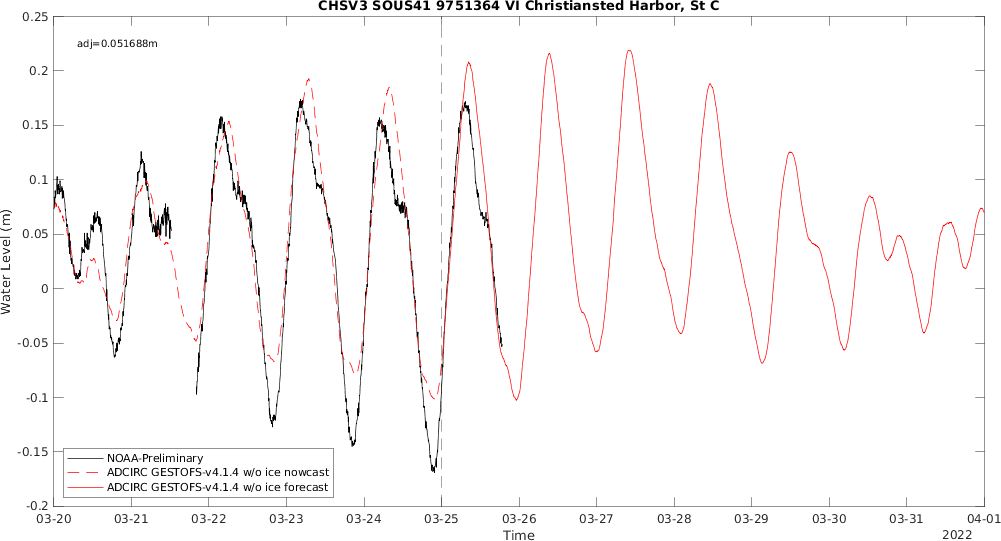 CHSV3 SOUS41 9751364 VI Christiansted Harbor, St C
adj=0.051688m
Water Level (m)
0.25
0.2
0.15
0.1
0.05
0
-0.05
-0.1
-0.15
-0.2
NOAA-Preliminary
ADCIRC GESTOFS-v4.1.4 w/o ice nowcast
ADCIRC GESTOFS-v4.1.4 w/o ice forecast
03-20 03-21 03-22 03-23 03-24 03-25 03-26 03-27 03-28 03-29 03-30 03-31 04-01
Time
2022